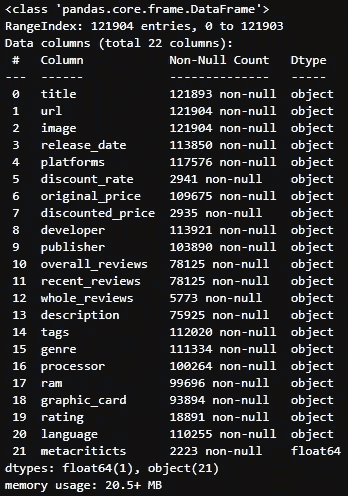 <class 'pandas.core.frame.DataFrame'>
RangeIndex: 121904 entries, 0 to 121903
Data columns (total 22 columns):
 #   Column            Non-Null Count   Dtype
---  ------            --------------   -----
 0   title             121893 non-null  object
 1   url               121904 non-null  object
 2   image             121904 non-null  object
 3   release_date      113850 non-null  object
 4   platforms         117576 non-null  object
 5   discount_rate     2941 non-null    object
 6   original_price    109675 non-null  object
 7   discounted_price  2935 non-null    object
 8   developer         113921 non-null  object
 9   publisher         103890 non-null  object
 10  overall_reviews   78125 non-null   object
 11  recent_reviews    78125 non-null   object
 12  whole_reviews     5773 non-null    object
 13  description       75925 non-null   object
 14  tags              112020 non-null  object
 15  genre             111334 non-null  object
 16  processor         100264 non-null  object
 17  ram               99696 non-null   object
 18  graphic_card      93894 non-null   object
 19  rating            18891 non-null   object
 20  language          110255 non-null  object
 21  metacriticts      2223 non-null    float64
dtypes: float64(1), object(21)
memory usage: 20.5+ MB